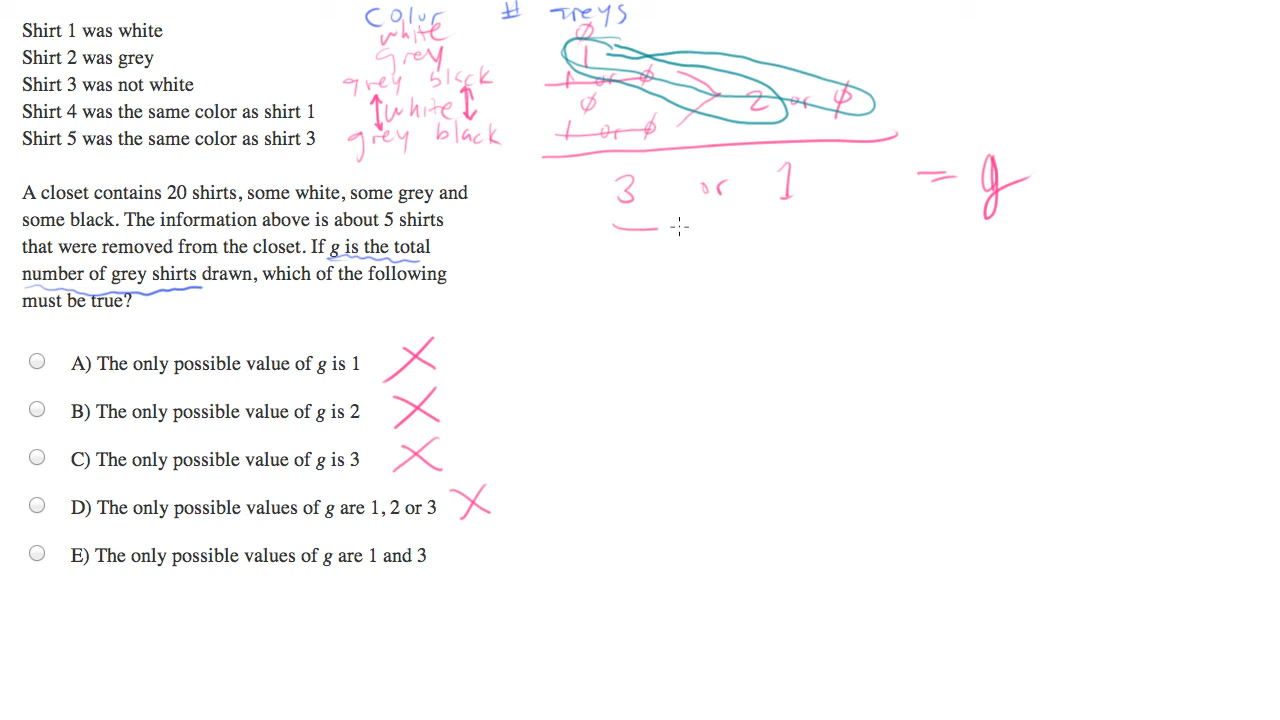 Color # Greys
Shirt 1 was white white ø
Shirt 2 was grey grey 1
Shirt 3 was not white grey black 1 or ø
Shirt 4 was the same color as shirt 1 white ø 2 or ø
Shirt 5 was the same color as shirt 3 grey black 1 or ø
3 or 1 = g
A closet contains 20 shirts, some white, some grey and
some black. The information above is about 5 shirts
that were removed from the closet. If g is the total
number of grey shirts drawn, which of the following
must be true?
A) The only possible value of g is 1
B) The only possible value of g is 2
C) The only possible value of g is 3
D) The only possible values of g are 1, 2 or 3
E) The only possible values of g are 1 and 3